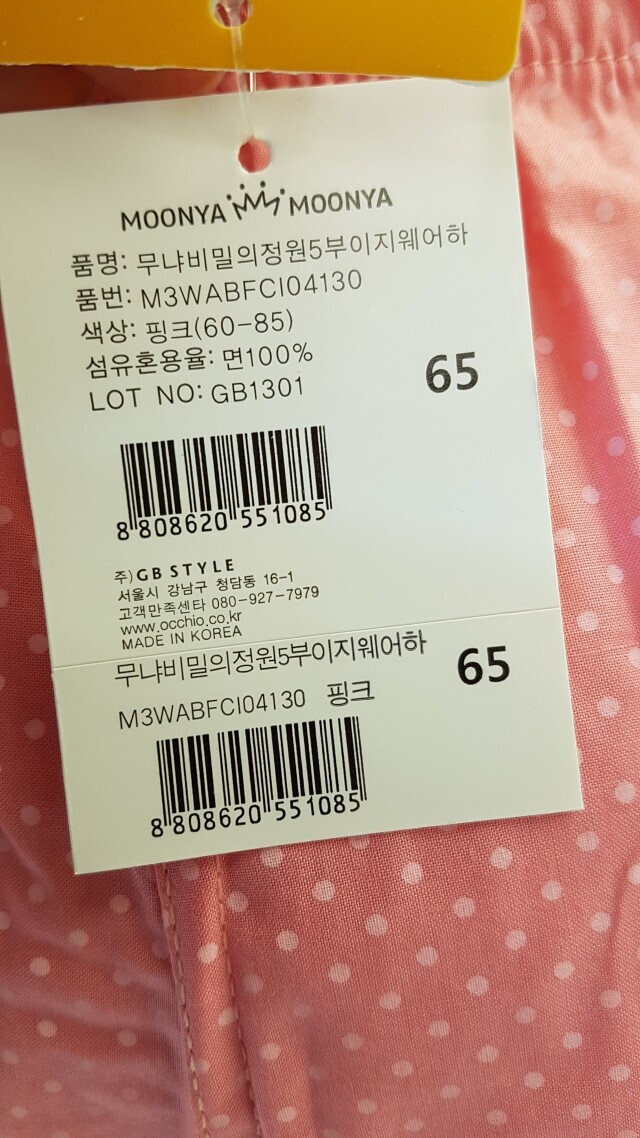 MOONYA MOONYA
품명: 무냐비밀의정원5부이지웨어하
품번: M3WABFCI04130
색상: 핑크(60-85)
섬유혼용율: 면100%
LOT NO: GB1301
65
8 808620 551085
주)GB STYLE
서울시 강남구 청담동 16-1
고객만족센타 080-927-7979
www.occhio.co.kr
MADE IN KOREA
무냐비밀의정원5부이지웨어하
65
M3WABFCI04130 핑크
8 808620 551085